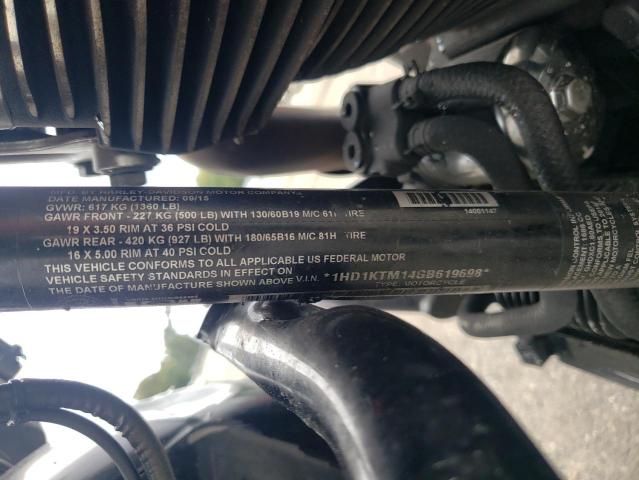 MFD. BY HARLEY-DAVIDSON MOTOR COMPANY
DATE MANUFACTURED: 09/15
GVWR: 617 KG (1360 LB)
GAWR FRONT - 227 KG (500 LB) WITH 130/60B19 M/C 61 TIRE
19 X 3.50 RIM AT 36 PSI COLD
GAWR REAR - 420 KG (927 LB) WITH 180/65B16 M/C 81H TIRE
16 X 5.00 RIM AT 40 PSI COLD
THIS VEHICLE CONFORMS TO ALL APPLICABLE US FEDERAL MOTOR
VEHICLE SAFETY STANDARDS IN EFFECT ON
THE DATE OF MANUFACTURE SHOWN ABOVE V.I.N. *1HD1KTM14GB619698*
TYPE: MOTORCYCLE
14001147